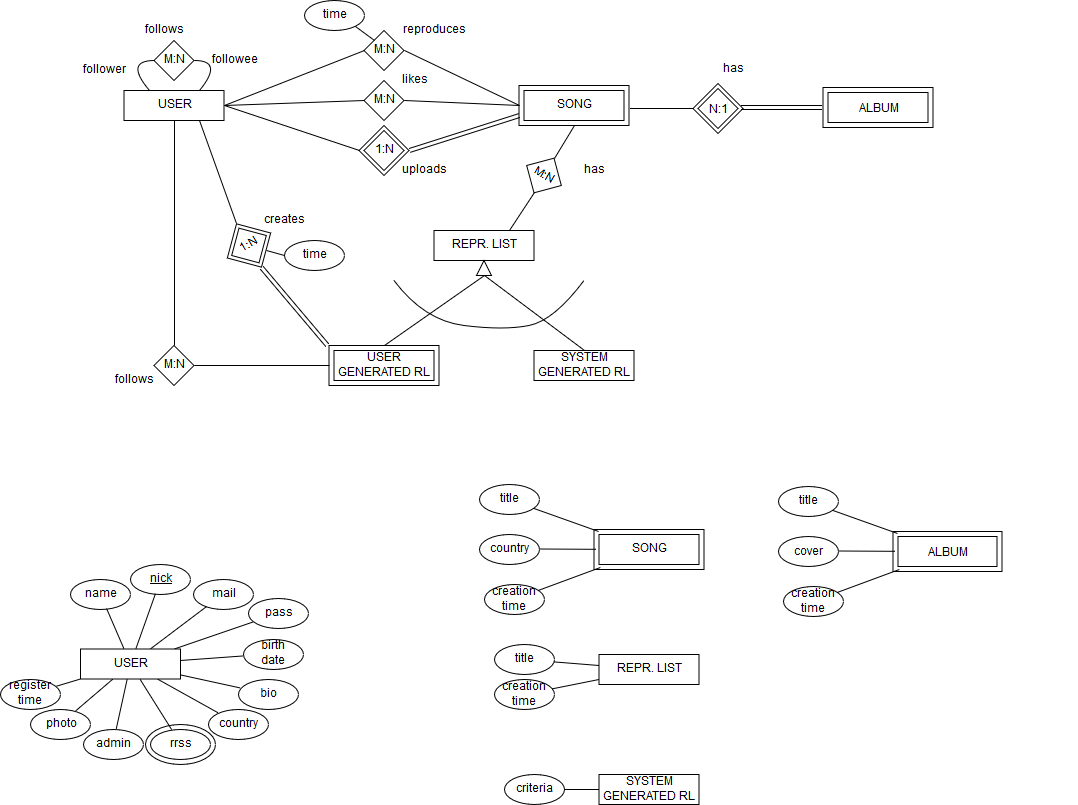 time
follows
reproduces
M:N
M:N
follower
followee
has
likes
USER
M:N
SONG
N:1
ALBUM
1:N
uploads
M:N
has
creates
1:N
time
REPR. LIST
USER
GENERATED RL
SYSTEM
GENERATED RL
M:N
follows
title
title
country
SONG
cover
ALBUM
creation
time
creation
time
nick
name
mail
pass
birth
date
USER
title
REPR. LIST
creation
time
register
time
bio
photo
country
admin
rrss
criteria
SYSTEM
GENERATED RL